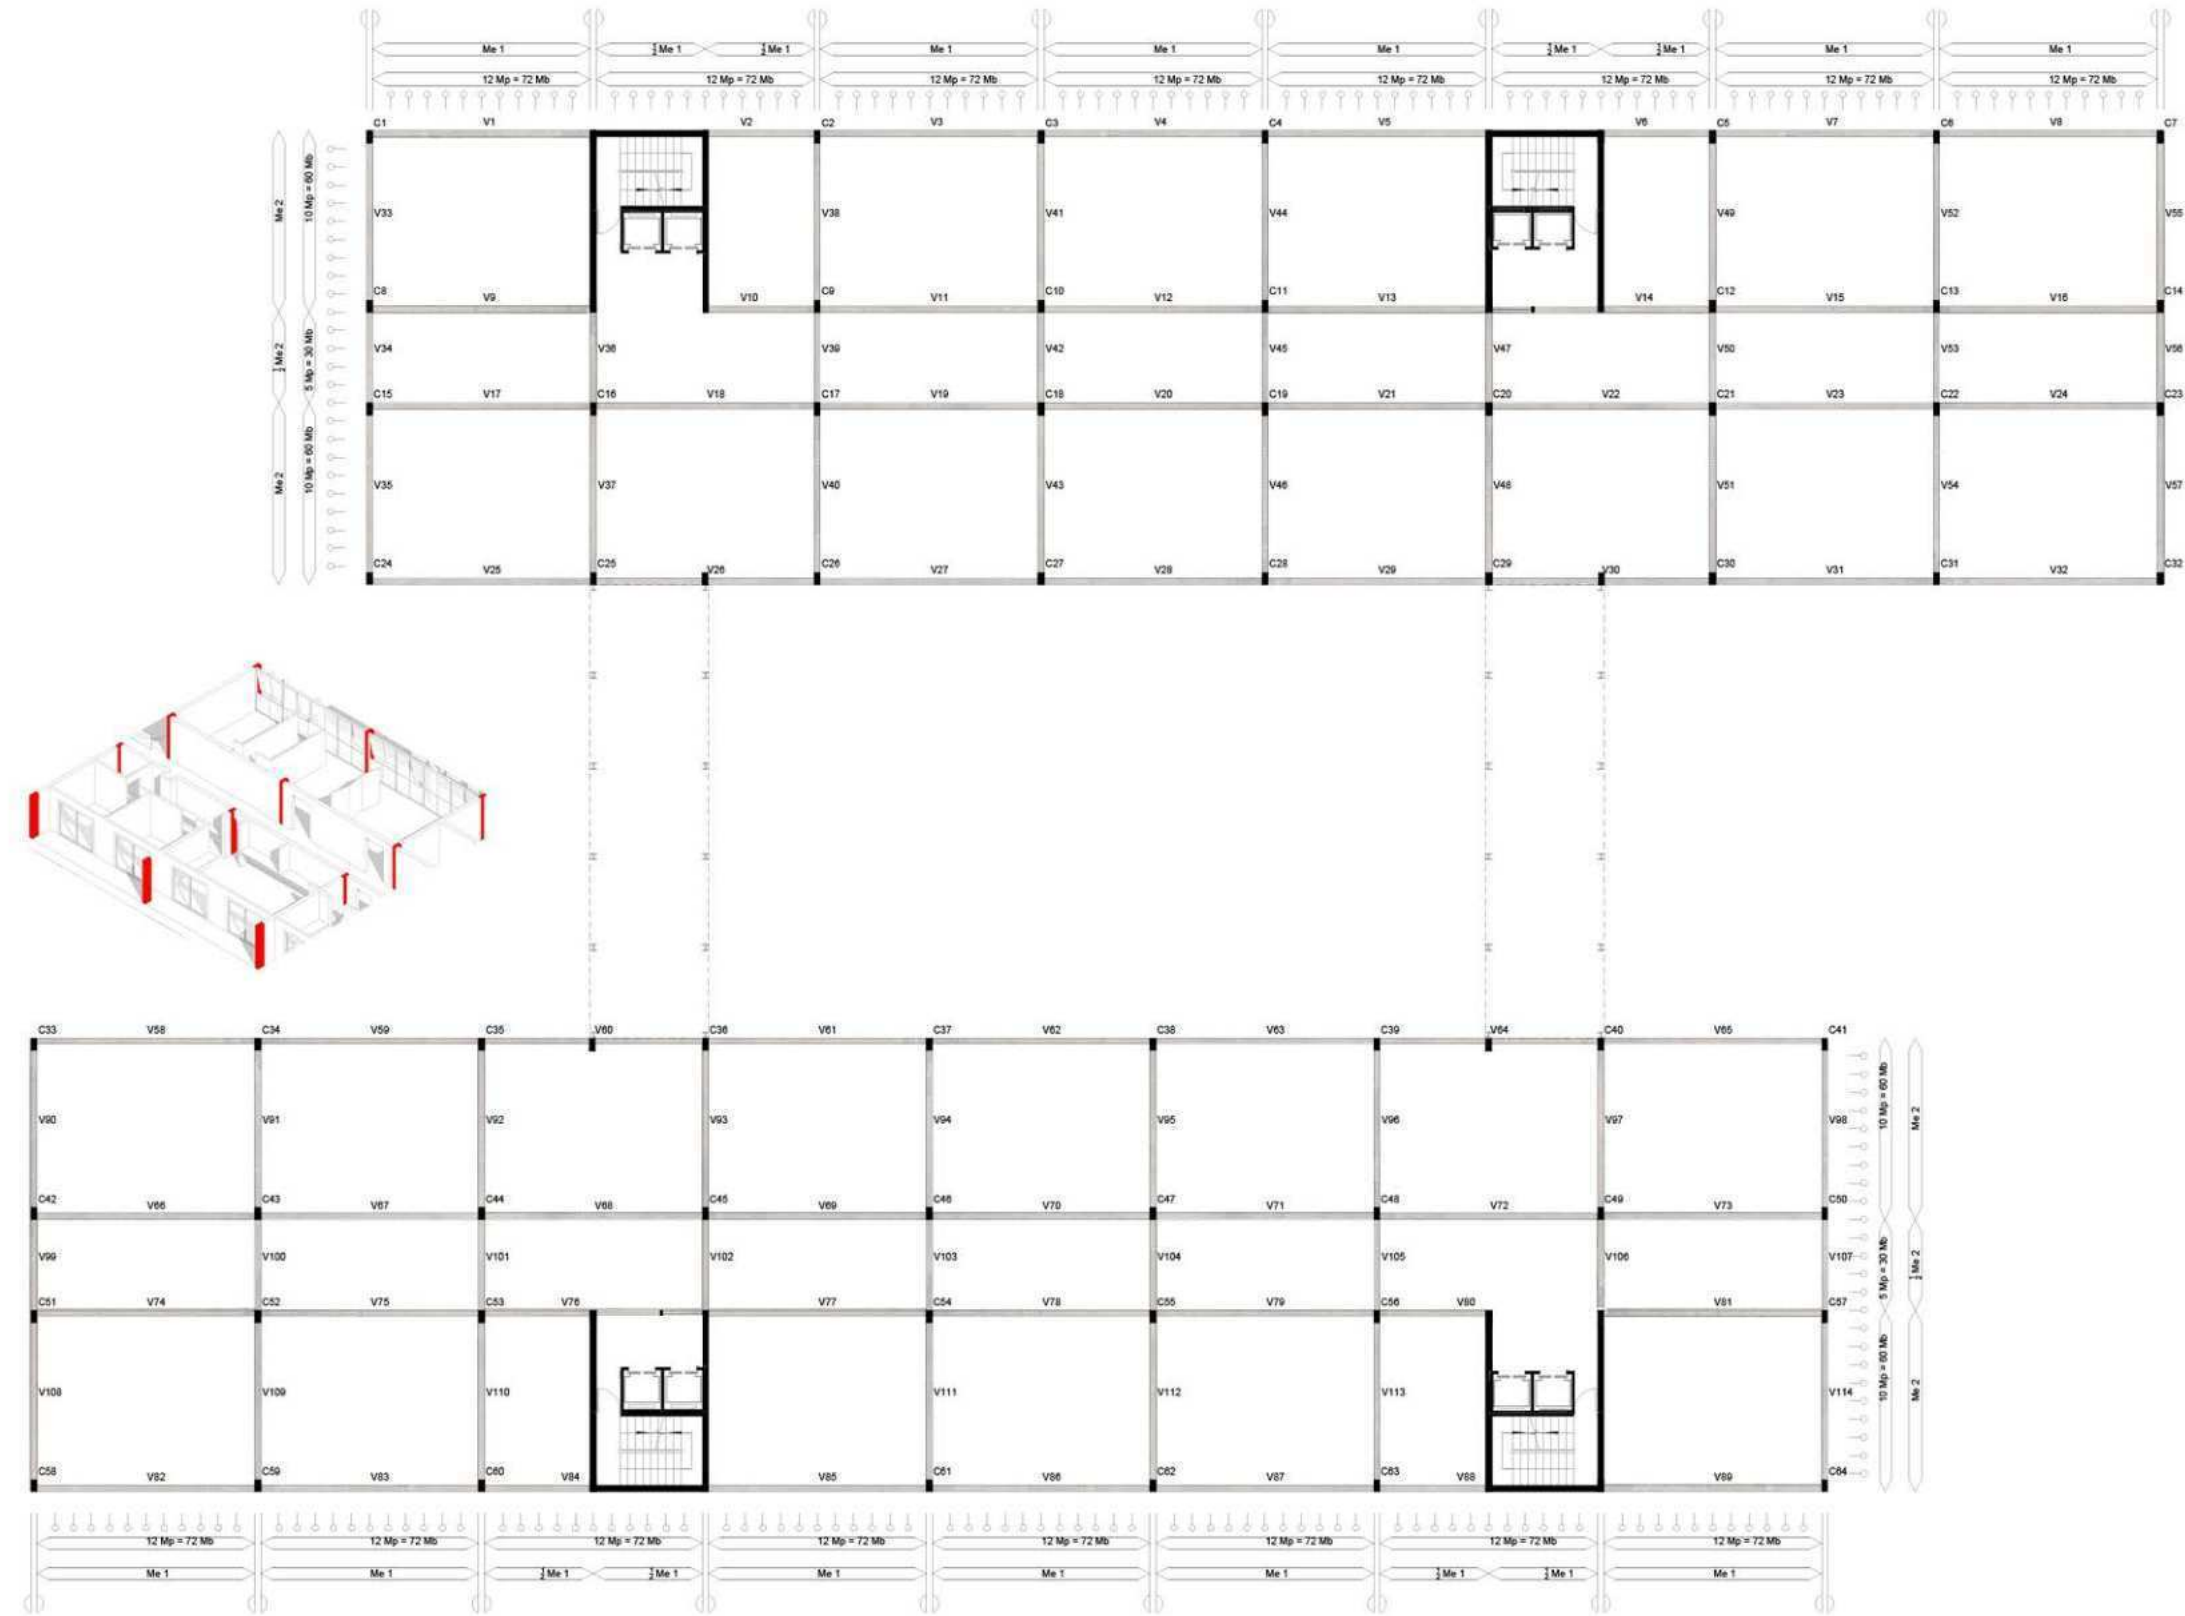 Me 1 ½ Me 1 ½ Me 1 Me 1 Me 1 Me 1 ½ Me 1 ½ Me 1 Me 1 Me 1
12 Mp = 72 Mb 12 Mp = 72 Mb 12 Mp = 72 Mb 12 Mp = 72 Mb 12 Mp = 72 Mb 12 Mp = 72 Mb 12 Mp = 72 Mb 12 Mp = 72 Mb
C1 V1 V2 C2 V3 C3 V4 C4 V5 V6 C5 V7 C6 V8 C7
Me 2 10 Mp = 60 Mb
V33 V38 V41 V44 V49 V52 V55
C8 V9 V10 C9 V11 C10 V12 C11 V13 V14 C12 V15 C13 V16 C14
½ Me 2 5 Mp = 30 Mb
V34 V36 V39 V42 V45 V47 V50 V53 V56
C15 V17 C16 V18 C17 V19 C18 V20 C19 V21 C20 V22 C21 V23 C22 V24 C23
Me 2 10 Mp = 60 Mb
V35 V37 V40 V43 V46 V48 V51 V54 V57
C24 V25 C25 V26 C26 V27 C27 V28 C28 V29 C29 V30 C30 V31 C31 V32 C32
C33 V58 C34 V59 C35 V60 C36 V61 C37 V62 C38 V63 C39 V64 C40 V65 C41
V90 V91 V92 V93 V94 V95 V96 V97 V98
10 Mp = 60 Mb Me 2
C42 V66 C43 V67 C44 V68 C45 V69 C46 V70 C47 V71 C48 V72 C49 V73 C50
V99 V100 V101 V102 V103 V104 V105 V106 V107
5 Mp = 30 Mb ½ Me 2
C51 V74 C52 V75 C53 V76 V77 C54 V78 C55 V79 C56 V80 V81 C57
V108 V109 V110 V111 V112 V113 V114
10 Mp = 60 Mb Me 2
C58 V82 C59 V83 C60 V84 V85 C61 V86 C62 V87 C63 V88 V89 C64
12 Mp = 72 Mb 12 Mp = 72 Mb 12 Mp = 72 Mb 12 Mp = 72 Mb 12 Mp = 72 Mb 12 Mp = 72 Mb 12 Mp = 72 Mb 12 Mp = 72 Mb
Me 1 Me 1 ½ Me 1 ½ Me 1 Me 1 Me 1 Me 1 ½ Me 1 ½ Me 1 Me 1